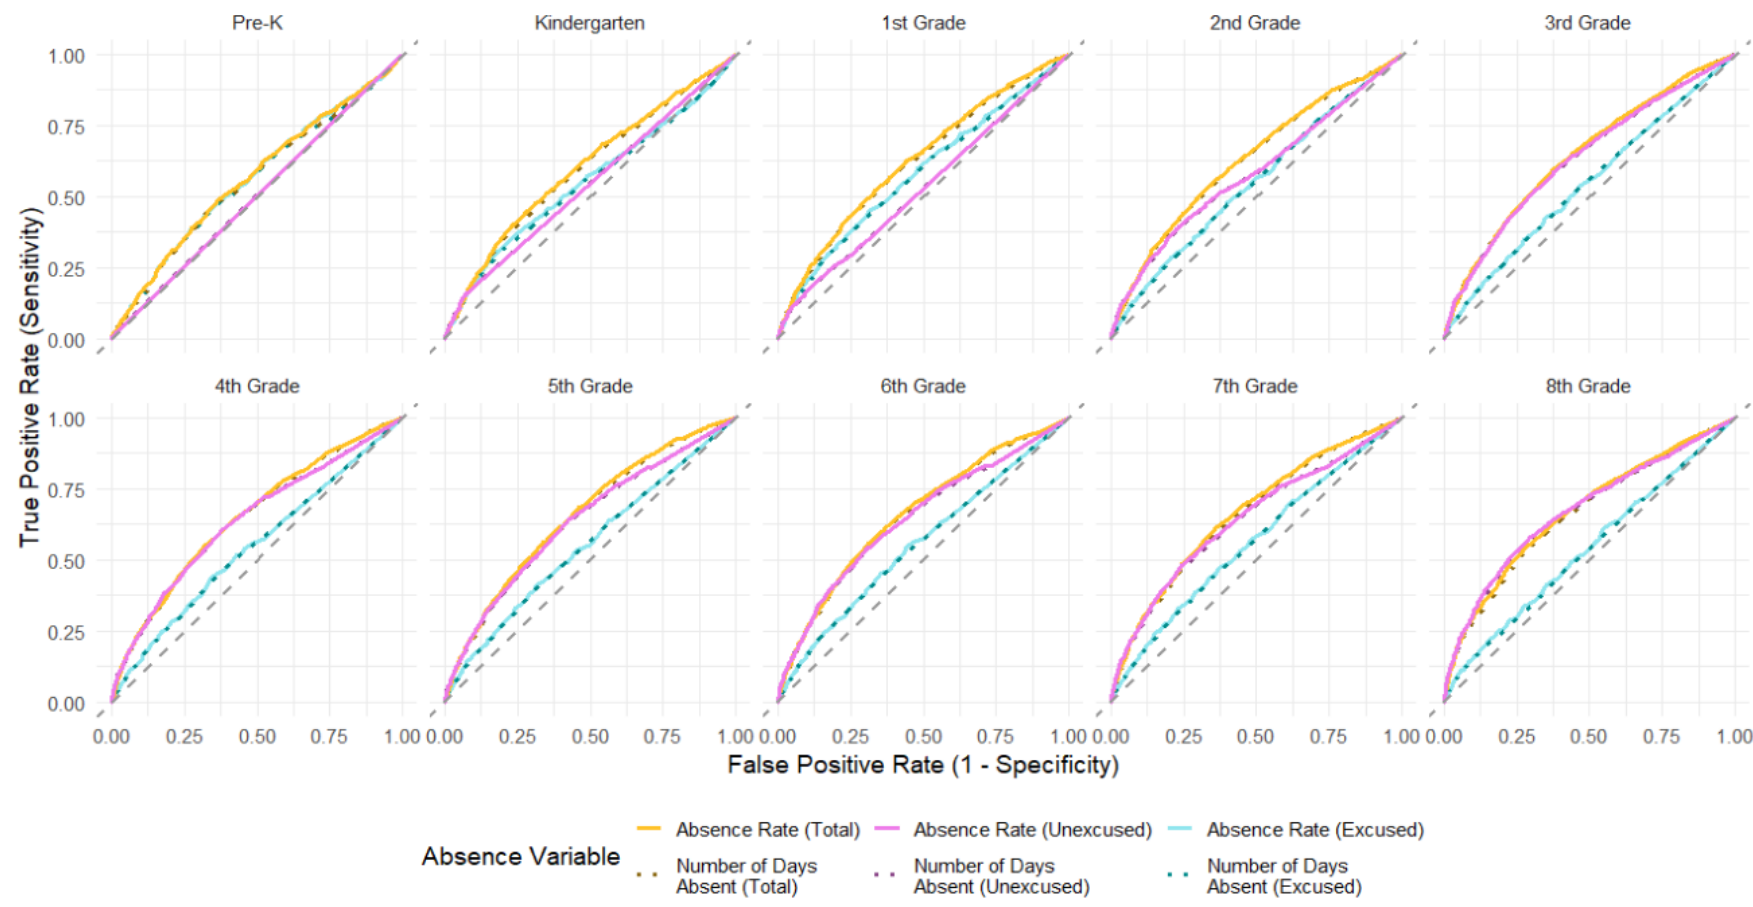 Pre-K
Kindergarten
1st Grade
2nd Grade
3rd Grade
1.00
0.75
0.50
0.25
0.00
4th Grade
5th Grade
6th Grade
7th Grade
8th Grade
1.00
0.75
0.50
0.25
0.00
True Positive Rate (Sensitivity)
0.00 0.25 0.50 0.75 1.00
0.00 0.25 0.50 0.75 1.00
0.00 0.25 0.50 0.75 1.00
0.00 0.25 0.50 0.75 1.00
0.00 0.25 0.50 0.75 1.00
False Positive Rate (1 - Specificity)
Absence Variable
Absence Rate (Total)
Absence Rate (Unexcused)
Absence Rate (Excused)
Number of Days
Absent (Total)
Number of Days
Absent (Unexcused)
Number of Days
Absent (Excused)